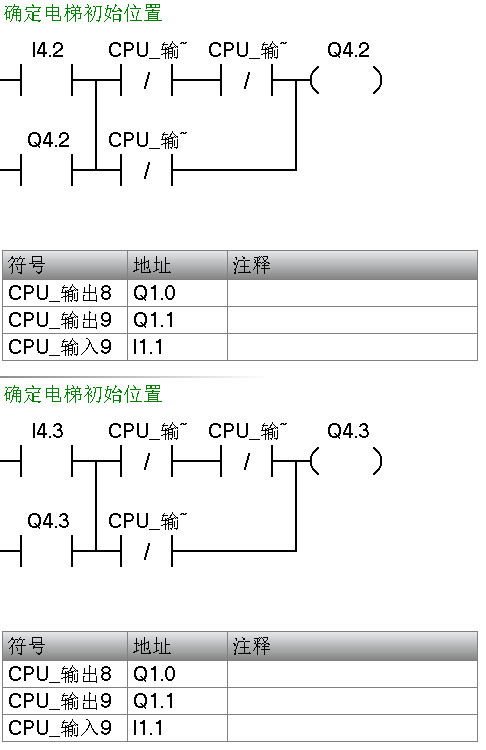 确定电梯初始位置
I4.2 CPU_输~ CPU_输~ Q4.2
/ /
Q4.2 CPU_输~
/
符号 地址 注释
CPU_输出8 Q1.0
CPU_输出9 Q1.1
CPU_输入9 I1.1
确定电梯初始位置
I4.3 CPU_输~ CPU_输~ Q4.3
/ /
Q4.3 CPU_输~
/
符号 地址 注释
CPU_输出8 Q1.0
CPU_输出9 Q1.1
CPU_输入9 I1.1